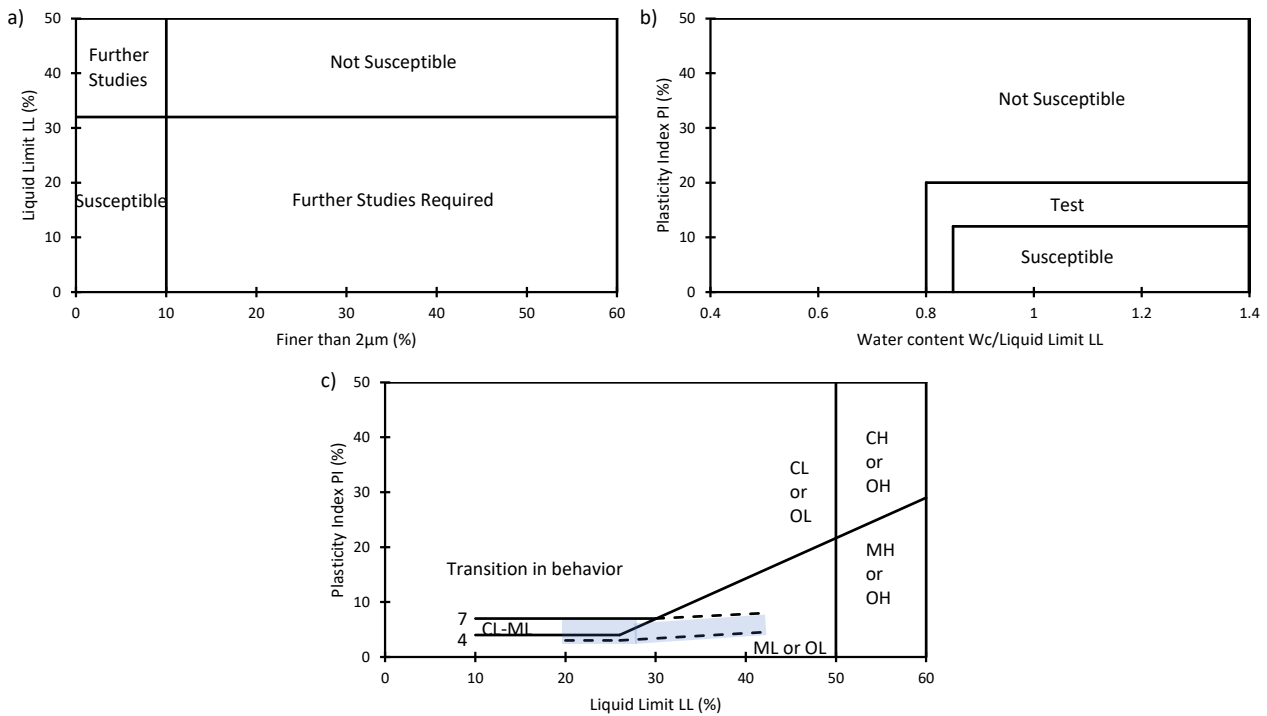 a)
50
40
30
20
10
0
Liquid Limit LL (%)
Further
Studies
Not Susceptible
Susceptible
Further Studies Required
0 10 20 30 40 50 60
Finer than 2µm (%)
b)
50
40
30
20
10
0
Plasticity Index PI (%)
Not Susceptible
Test
Susceptible
0.4 0.6 0.8 1 1.2 1.4
Water content Wc/Liquid Limit LL
c)
50
40
30
20
10
0
Plasticity Index PI (%)
CL
or
OL
CH
or
OH
MH
or
OH
Transition in behavior
7
CL-ML
4
ML or OL
0 10 20 30 40 50 60
Liquid Limit LL (%)